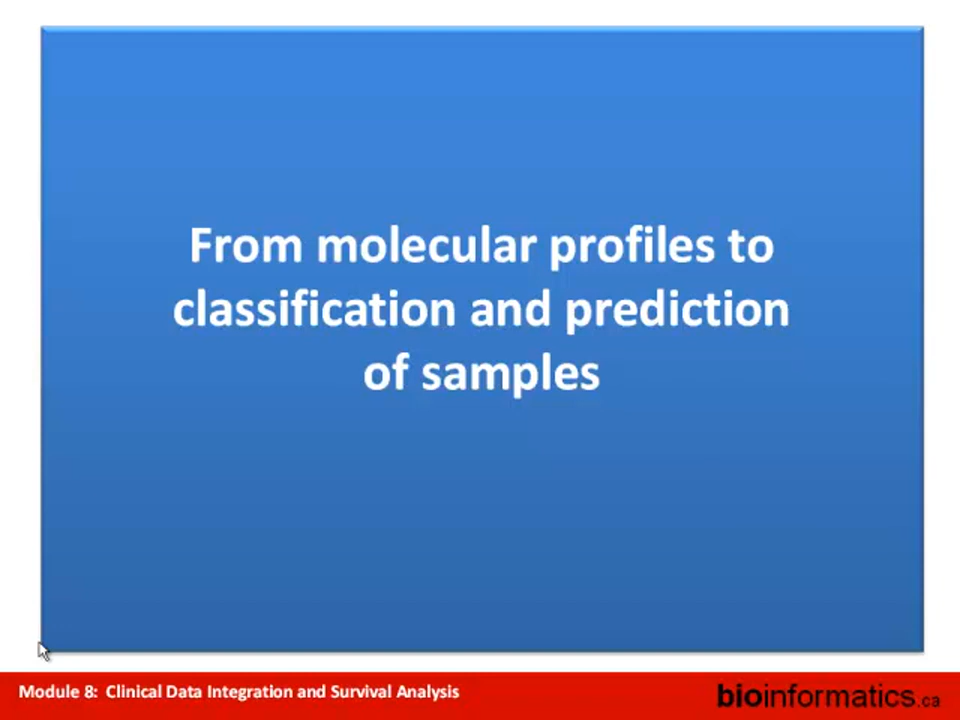 From molecular profiles to
classification and prediction
of samples
Module 8: Clinical Data Integration and Survival Analysis
bioinformatics.ca